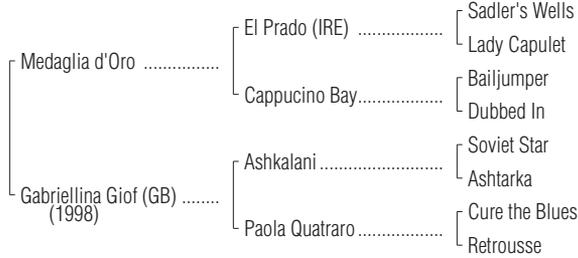 Sadler's Wells
El Prado (IRE) ..................
Lady Capulet
Medaglia d'Oro ................
Bailjumper
Cappucino Bay..................
Dubbed In
Soviet Star
Ashkalani..........................
Ashtarka
Gabriellina Giof (GB) ........
(1998)
Cure the Blues
Paola Quatraro..................
Retrousse